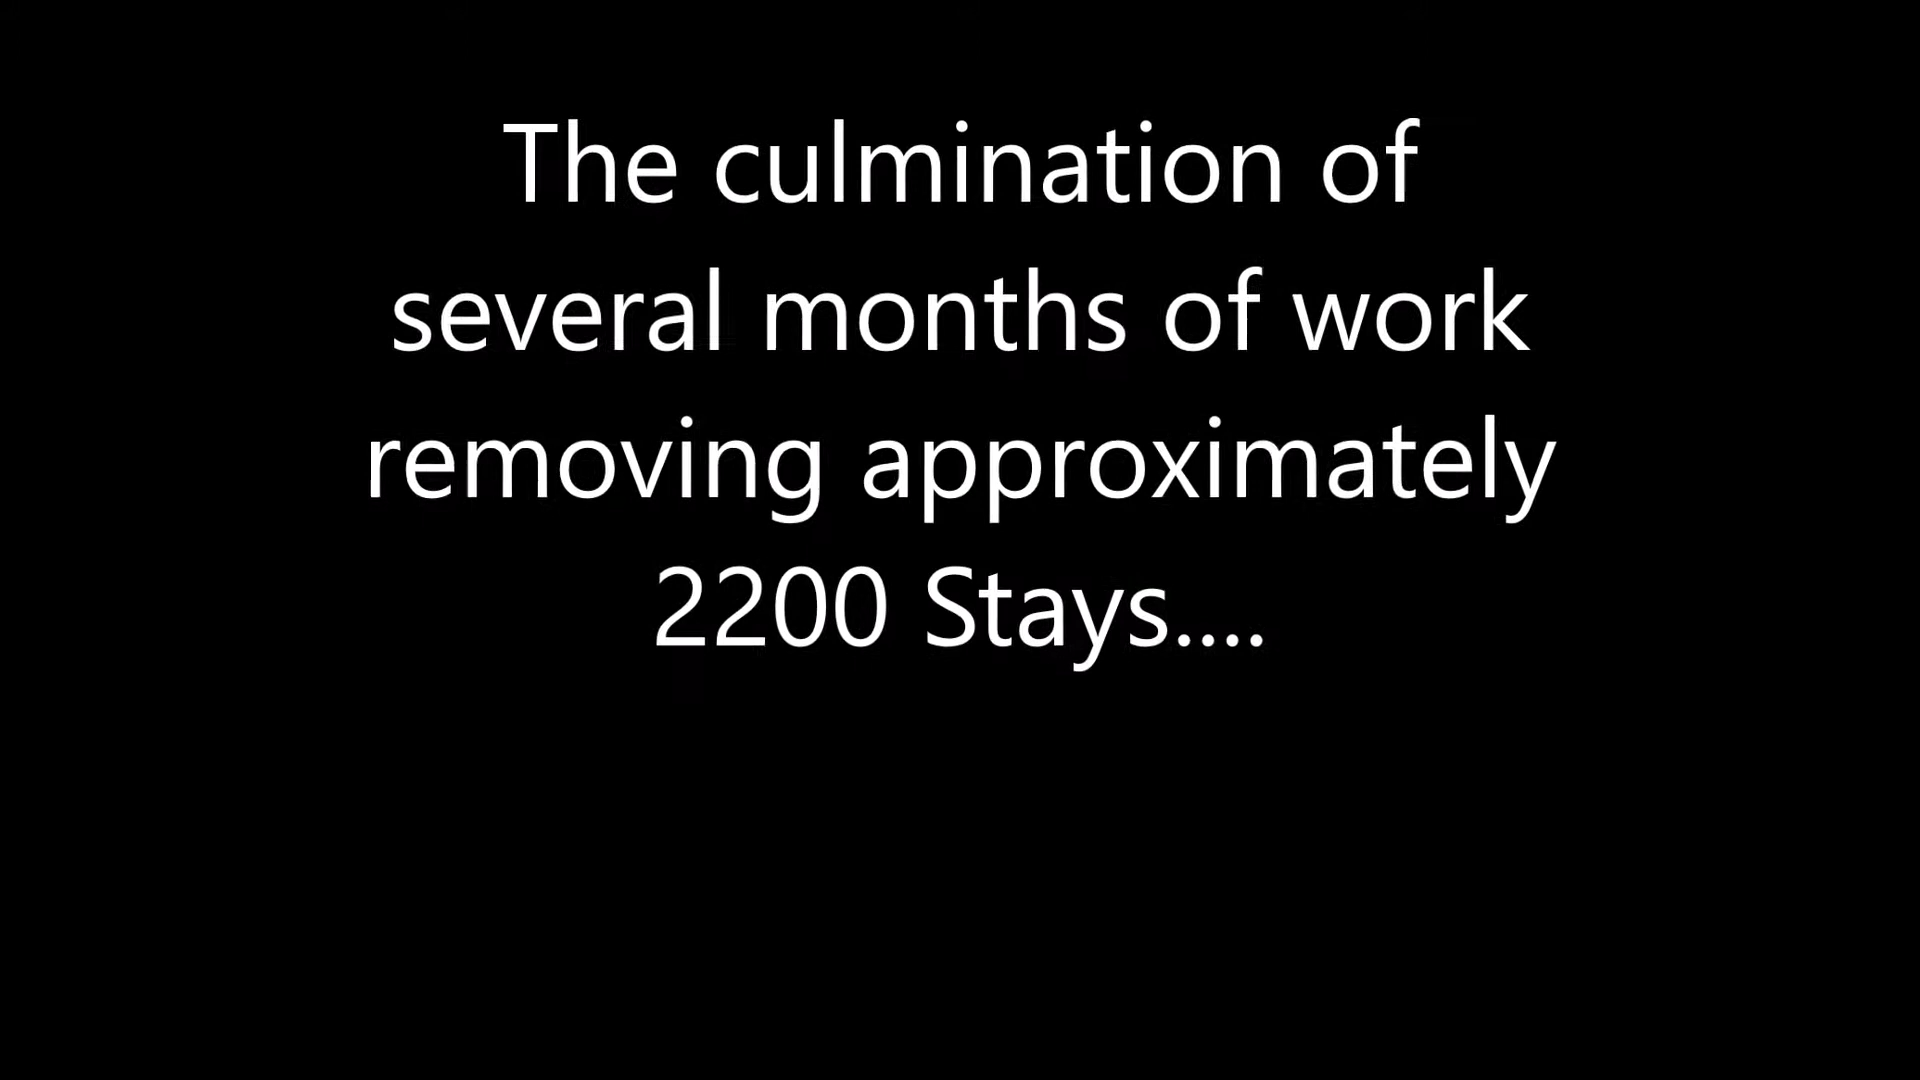 The culmination of
several months of work
removing approximately
2200 Stays....